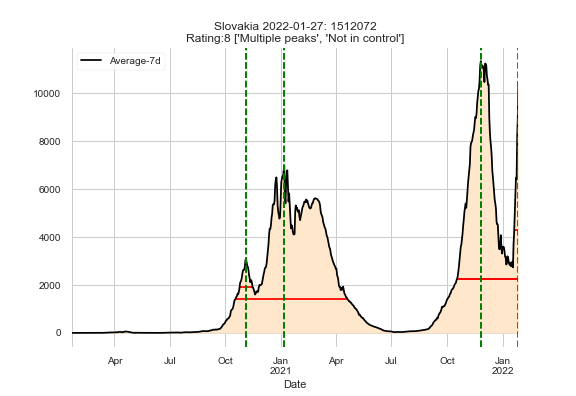 Slovakia 2022-01-27: 1512072
Rating:8 ['Multiple peaks', 'Not in control']
Average-7d
10000
8000
6000
4000
2000
0
Apr Jul Oct Jan Apr Jul Oct Jan
2021 2022
Date